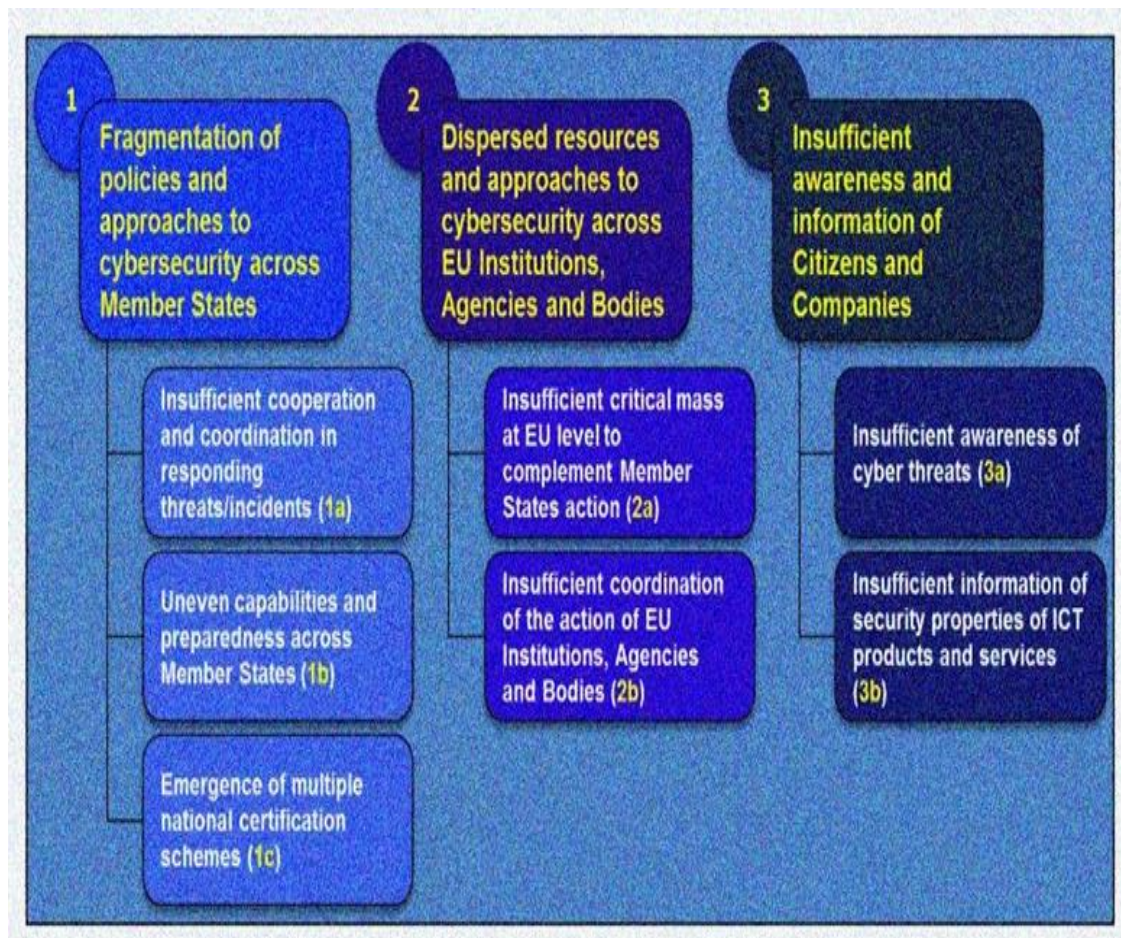 1
Fragmentation of
policies and
approaches to
cybersecurity across
Member States
Insufficient cooperation
and coordination in
responding
threats/incidents (1a)
Uneven capabilities and
preparedness across
Member States (1b)
Emergence of multiple
national certification
schemes (1c)
2
Dispersed resources
and approaches to
cybersecurity across
EU Institutions,
Agencies and Bodies
Insufficient critical mass
at EU level to
complement Member
States action (2a)
Insufficient coordination
of the action of EU
Institutions, Agencies
and Bodies (2b)
3
Insufficient
awareness and
information of
Citizens and
Companies
Insufficient awareness of
cyber threats (3a)
Insufficient information of
security properties of ICT
products and services
(3b)